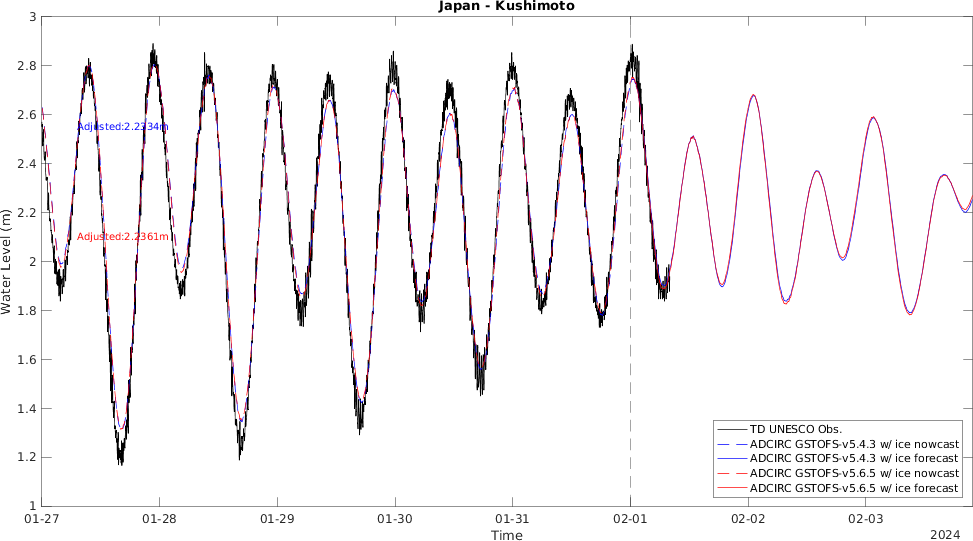 Japan - Kushimoto
3
2.8
2.6
2.4
2.2
2
1.8
1.6
1.4
1.2
1
Water Level (m)
Adjusted:2.2334m
Adjusted:2.2361m
TD UNESCO Obs.
ADCIRC GSTOFS-v5.4.3 w/ ice nowcast
ADCIRC GSTOFS-v5.4.3 w/ ice forecast
ADCIRC GSTOFS-v5.6.5 w/ ice nowcast
ADCIRC GSTOFS-v5.6.5 w/ ice forecast
01-27 01-28 01-29 01-30 01-31 02-01 02-02 02-03
Time
2024